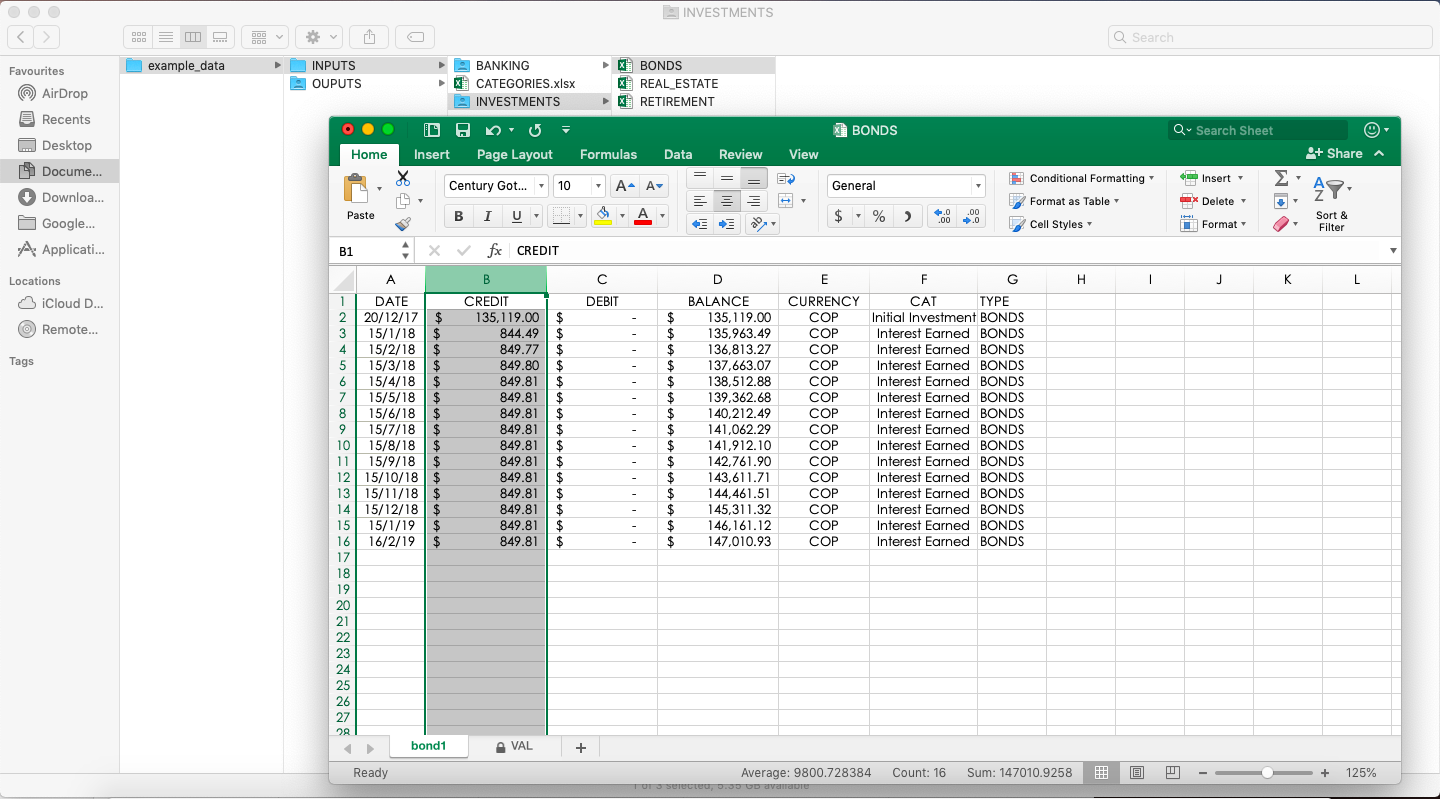 INVESTMENTS
Search
Favourites
AirDrop
Recents
Desktop
Docume...
Downloa...
Google...
Applicati...
Locations
iCloud D...
Remote...
Tags
example_data
INPUTS
OUPUTS
BANKING
CATEGORIES.xlsx
INVESTMENTS
BONDS
REAL_ESTATE
RETIREMENT
BONDS
Search Sheet
Home Insert Page Layout Formulas Data Review View Share
Paste
Century Got... 10
General
Conditional Formatting
Format as Table
Cell Styles
Insert
Delete
Format
Sort &
Filter
B1 fx CREDIT
A B C D E F G H I J K L
1 DATE CREDIT DEBIT BALANCE CURRENCY CAT TYPE
2 20/12/17 $ 135,119.00 $ - $ 135,119.00 COP Initial Investment BONDS
3 15/1/18 $ 844.49 $ - $ 135,963.49 COP Interest Earned BONDS
4 15/2/18 $ 849.77 $ - $ 136,813.27 COP Interest Earned BONDS
5 15/3/18 $ 849.80 $ - $ 137,663.07 COP Interest Earned BONDS
6 15/4/18 $ 849.81 $ - $ 138,512.88 COP Interest Earned BONDS
7 15/5/18 $ 849.81 $ - $ 139,362.68 COP Interest Earned BONDS
8 15/6/18 $ 849.81 $ - $ 140,212.49 COP Interest Earned BONDS
9 15/7/18 $ 849.81 $ - $ 141,062.29 COP Interest Earned BONDS
10 15/8/18 $ 849.81 $ - $ 141,912.10 COP Interest Earned BONDS
11 15/9/18 $ 849.81 $ - $ 142,761.90 COP Interest Earned BONDS
12 15/10/18 $ 849.81 $ - $ 143,611.71 COP Interest Earned BONDS
13 15/11/18 $ 849.81 $ - $ 144,461.51 COP Interest Earned BONDS
14 15/12/18 $ 849.81 $ - $ 145,311.32 COP Interest Earned BONDS
15 15/1/19 $ 849.81 $ - $ 146,161.12 COP Interest Earned BONDS
16 16/2/19 $ 849.81 $ - $ 147,010.93 COP Interest Earned BONDS
17
18
19
20
21
22
23
24
25
26
27
28
bond1 VAL +
Ready Average: 9800.728384 Count: 16 Sum: 147010.9258 125%
1 of 3 selected, 5.35 GB available